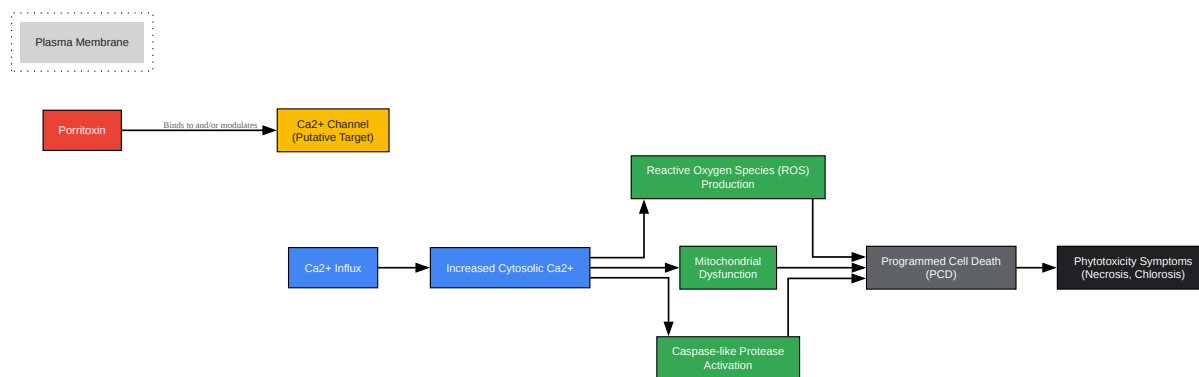 Plasma Membrane
Porritoxin
Binds to and/or modulates
Ca2+ Channel
(Putative Target)
Reactive Oxygen Species (ROS)
Production
Ca2+ Influx
Increased Cytosolic Ca2+
Mitochondrial
Dysfunction
Programmed Cell Death
(PCD)
Phytotoxicity Symptoms
(Necrosis, Chlorosis)
Caspase-like Protease
Activation